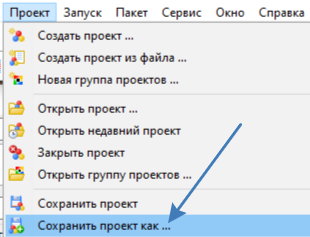 Проект Запуск Пакет Сервис Окно Справка
Создать проект ...
Создать проект из файла ...
Новая группа проектов ...
Открыть проект ...
Открыть недавний проект
Закрыть проект
Открыть группу проектов ...
Сохранить проект
Сохранить проект как ...